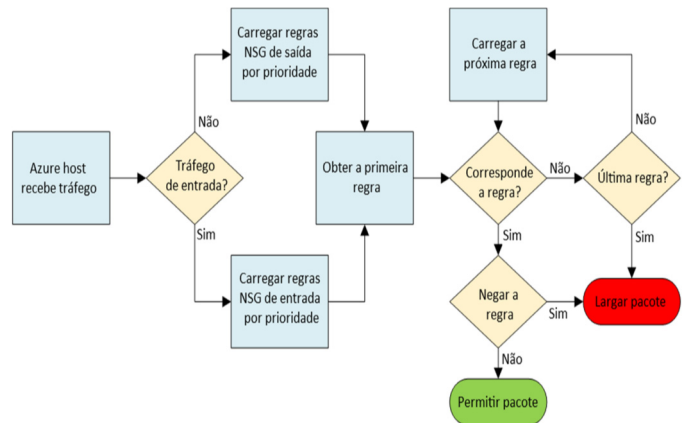 Azure host
recebe tráfego
Tráfego
de entrada?
Não
Carregar regras
NSG de saída
por prioridade
Sim
Carregar regras
NSG de entrada
por prioridade
Obter a primeira
regra
Carregar a
próxima regra
Corresponde
a regra?
Não
Última regra?
Não
Sim
Sim
Negar a
regra
Sim
Largar pacote
Não
Permitir pacote